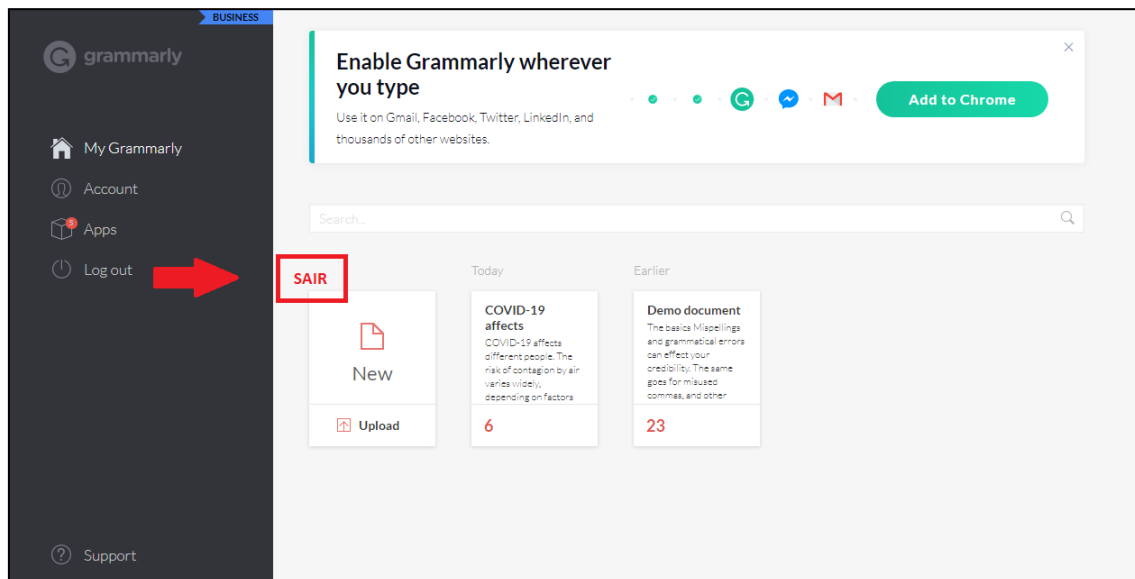 BUSINESS
grammarly
My Grammarly
Account
5
Apps
Log out
Support
Enable Grammarly wherever
you type
Use it on Gmail, Facebook, Twitter, LinkedIn, and
thousands of other websites.
Add to Chrome
Search...
SAIR
New
Upload
Today
COVID-19
affects
COVID-19 affects
different people. The
risk of contagion by air
varies widely,
depending on factors
6
Earlier
Demo document
The basics Mispellings
and grammatical errors
can effect your
credibility. The same
goes for misused
commas, and other
23